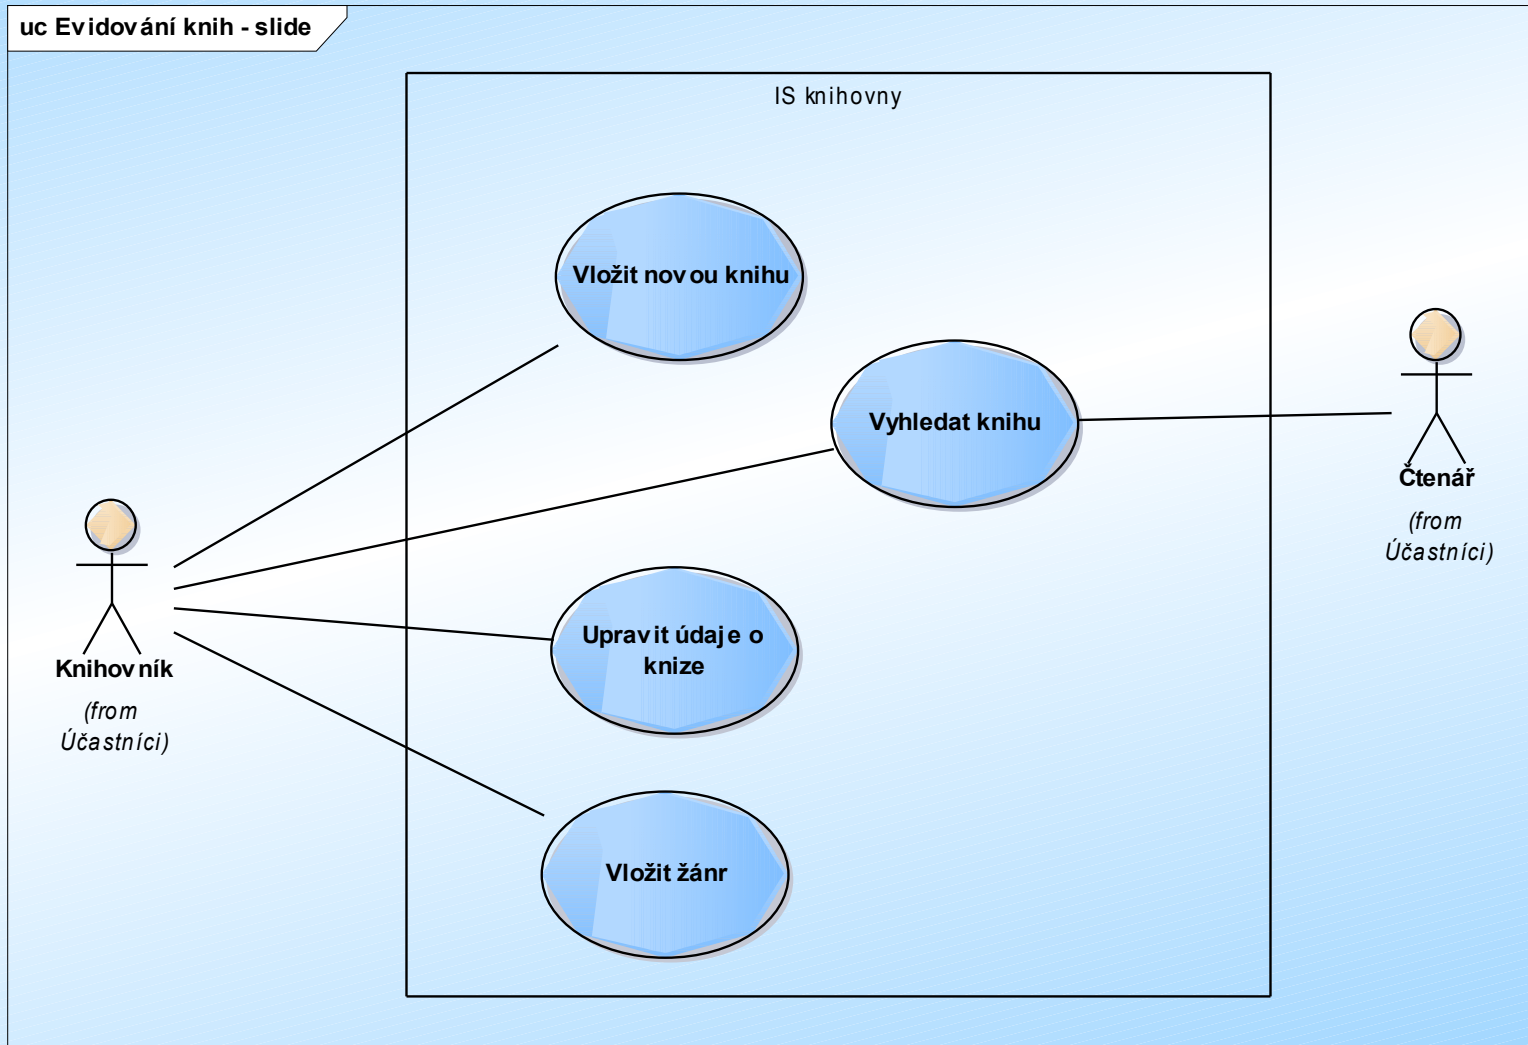 uc Evidování knih - slide
IS knihovny
Vložit novou knihu
Vyhledat knihu
Čtenář
(from
Účastníci)
Upravit údaje o
knize
Knihovník
(from
Účastníci)
Vložit žánr